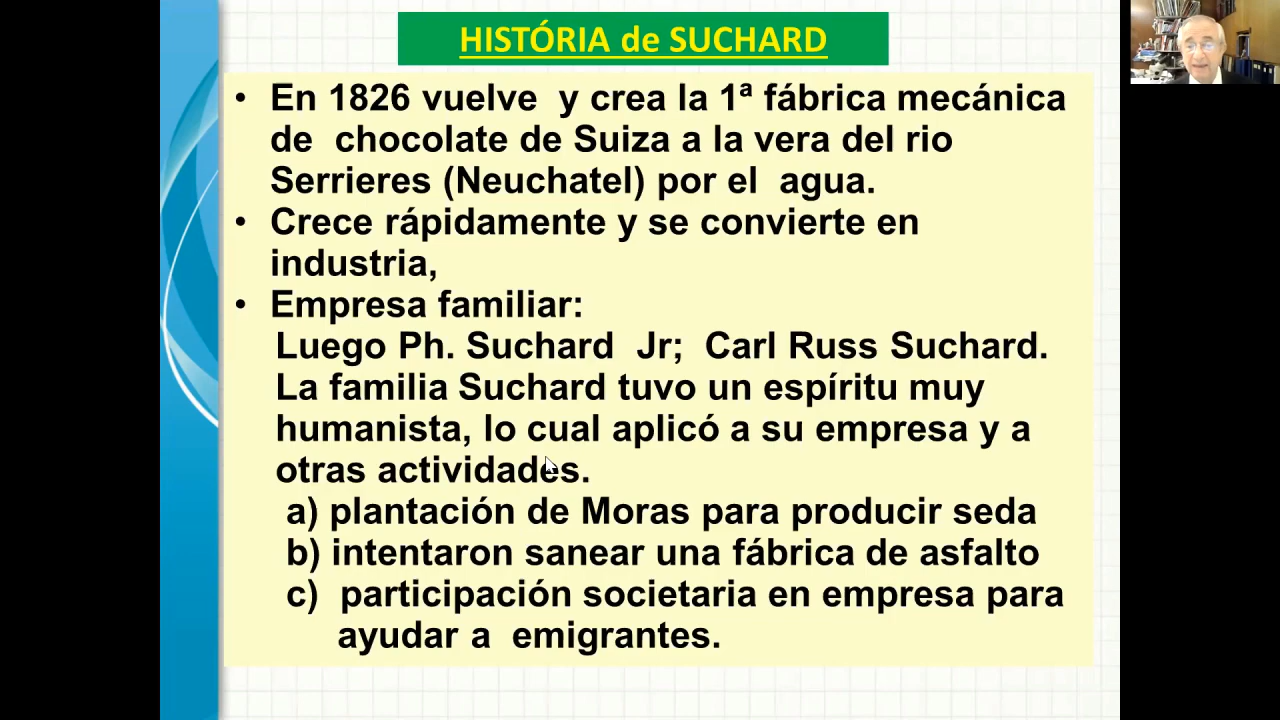 HISTÓRIA de SUCHARD
• En 1826 vuelve y crea la 1ª fábrica mecánica
de chocolate de Suiza a la vera del rio
Serrieres (Neuchatel) por el agua.
• Crece rápidamente y se convierte en
industria,
• Empresa familiar:
Luego Ph. Suchard Jr; Carl Russ Suchard.
La familia Suchard tuvo un espíritu muy
humanista, lo cual aplicó a su empresa y a
otras actividades.
a) plantación de Moras para producir seda
b) intentaron sanear una fábrica de asfalto
c) participación societaria en empresa para
ayudar a emigrantes.